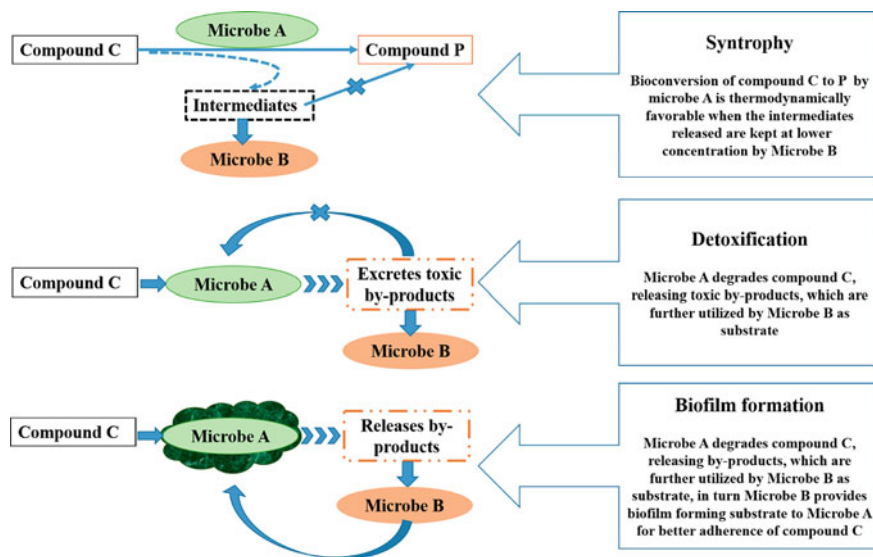 Microbe A
Compound C
Compound P
Intermediates
Microbe B
Syntrophy
Bioconversion of compound C to P by
microbe A is thermodynamically
favorable when the intermediates
released are kept at lower
concentration by Microbe B
Compound C
Microbe A
Excretes toxic
by-products
Microbe B
Detoxification
Microbe A degrades compound C,
releasing toxic by-products, which are
further utilized by Microbe B as
substrate
Compound C
Microbe A
Releases by-
products
Microbe B
Biofilm formation
Microbe A degrades compound C,
releasing by-products, which are
further utilized by Microbe B as
substrate, in turn Microbe B provides
biofilm forming substrate to Microbe A
for better adherence of compound C